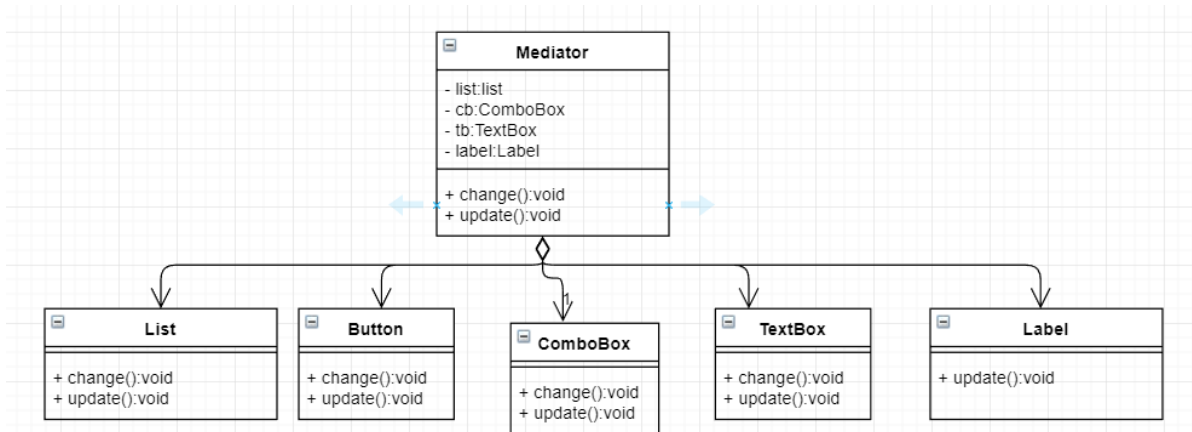 Mediator
- list:list
- cb:ComboBox
- tb:TextBox
- label:Label
+ change():void
+ update():void
1
List
+ change():void
+ update():void
Button
+ change():void
+ update():void
ComboBox
+ change():void
+ update():void
TextBox
+ change():void
+ update():void
Label
+ update():void